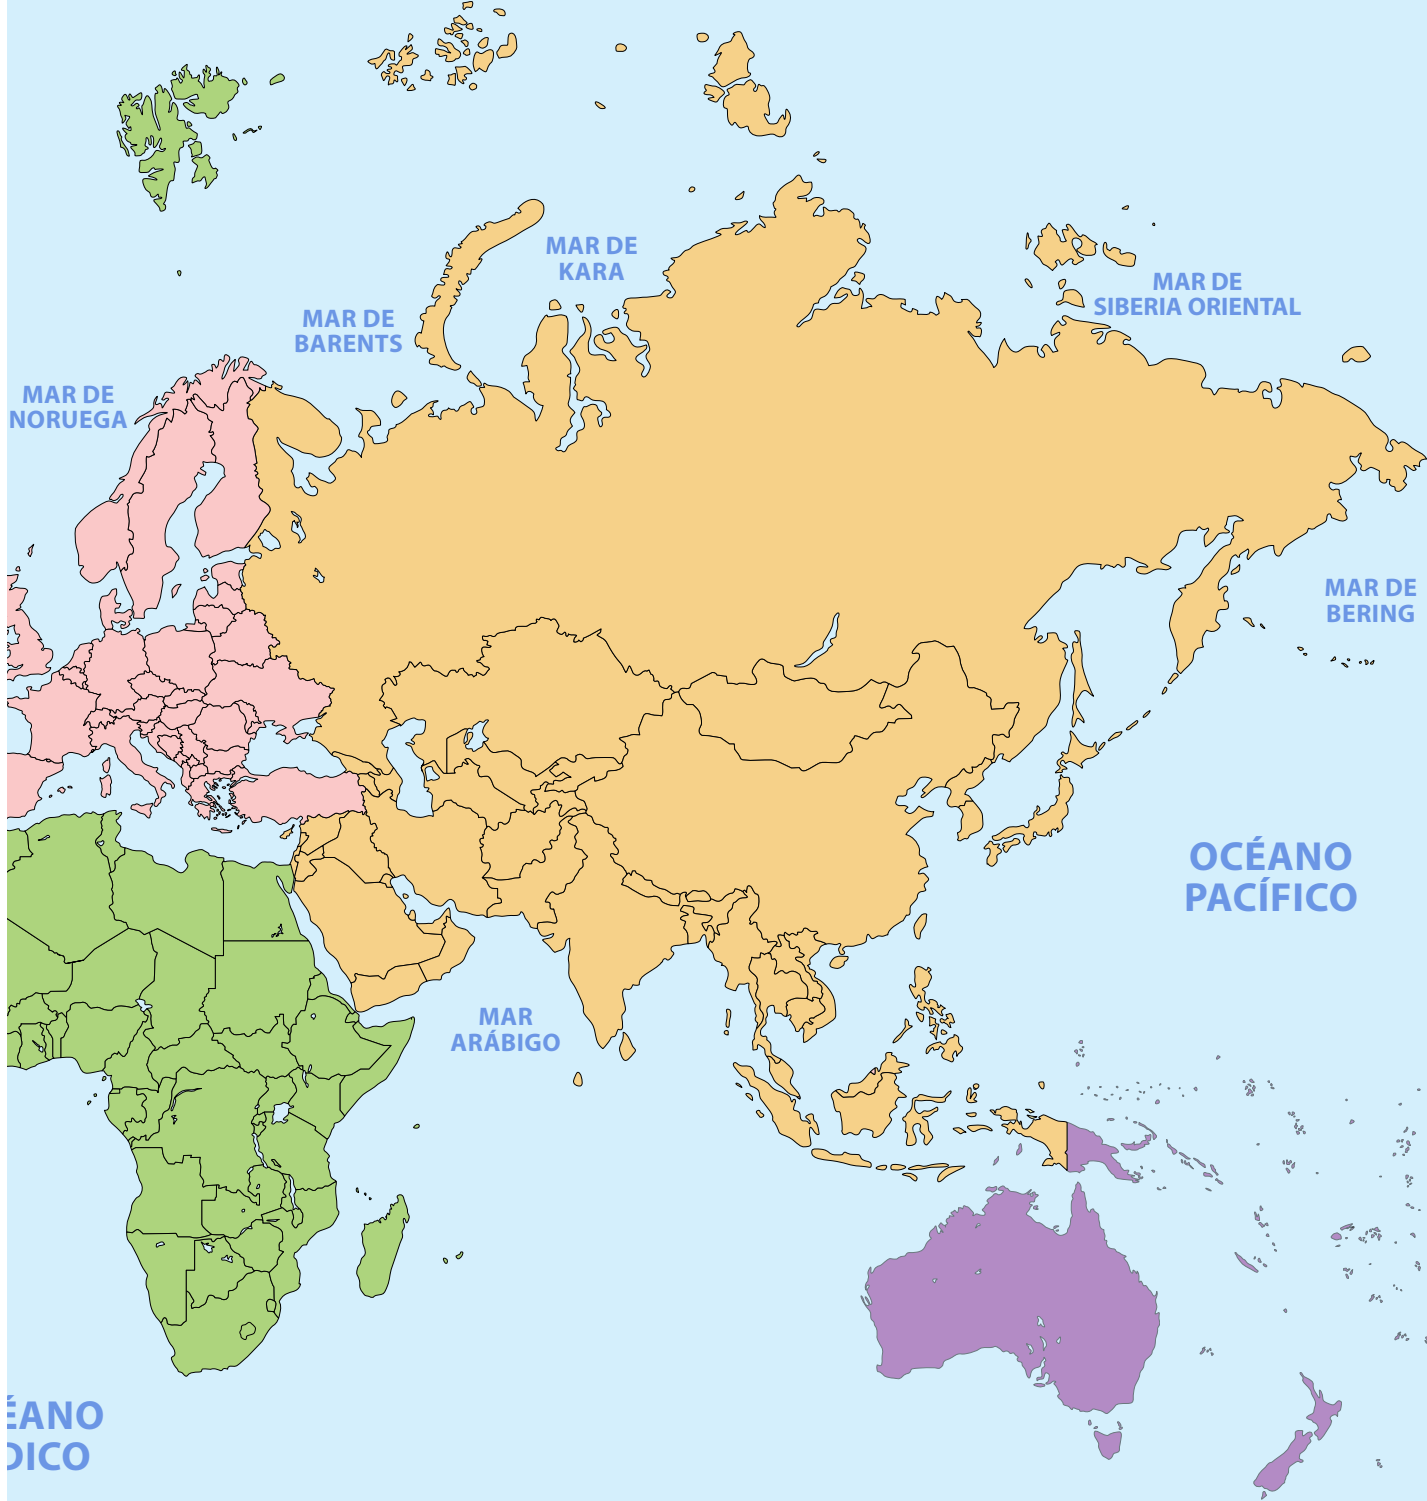 MAR DE
KARA
MAR DE
SIBERIA ORIENTAL
MAR DE
BARENTS
MAR DE
NORUEGA
MAR DE
BERING
OCÉANO
PACÍFICO
MAR
ARÁBIGO
ÉANO
DICO